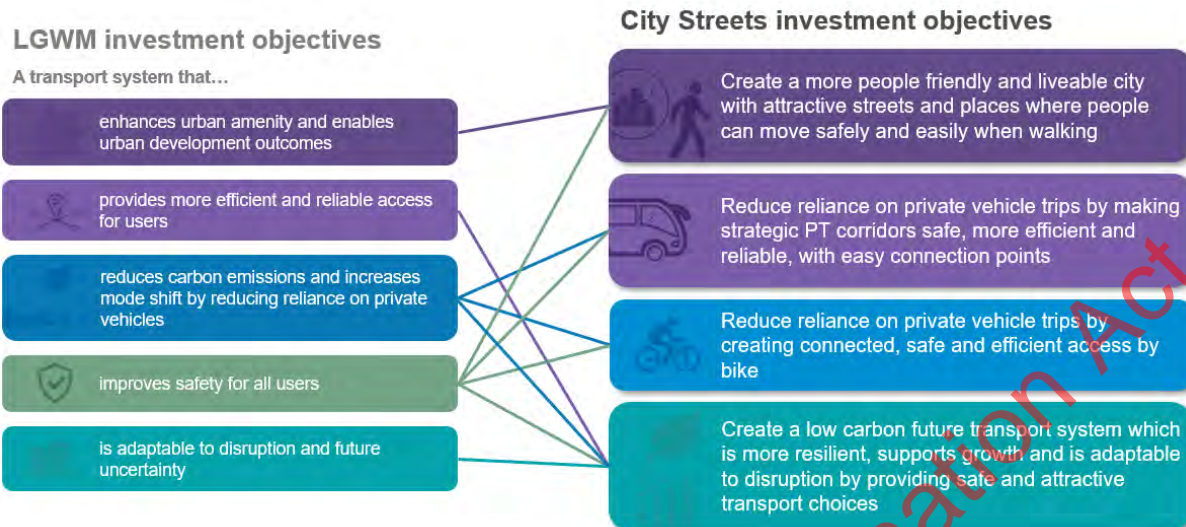 LGWM investment objectives
A transport system that...
enhances urban amenity and enables
urban development outcomes
provides more efficient and reliable access
for users
reduces carbon emissions and increases
mode shift by reducing reliance on private
vehicles
improves safety for all users
is adaptable to disruption and future
uncertainty
City Streets investment objectives
Create a more people friendly and liveable city
with attractive streets and places where people
can move safely and easily when walking
Reduce reliance on private vehicle trips by making
strategic PT corridors safe, more efficient and
reliable, with easy connection points
Reduce reliance on private vehicle trips by
creating connected, safe and efficient access by
bike
Create a low carbon future transport system which
is more resilient, supports growth and is adaptable
to disruption by providing safe and attractive
transport choices
Act